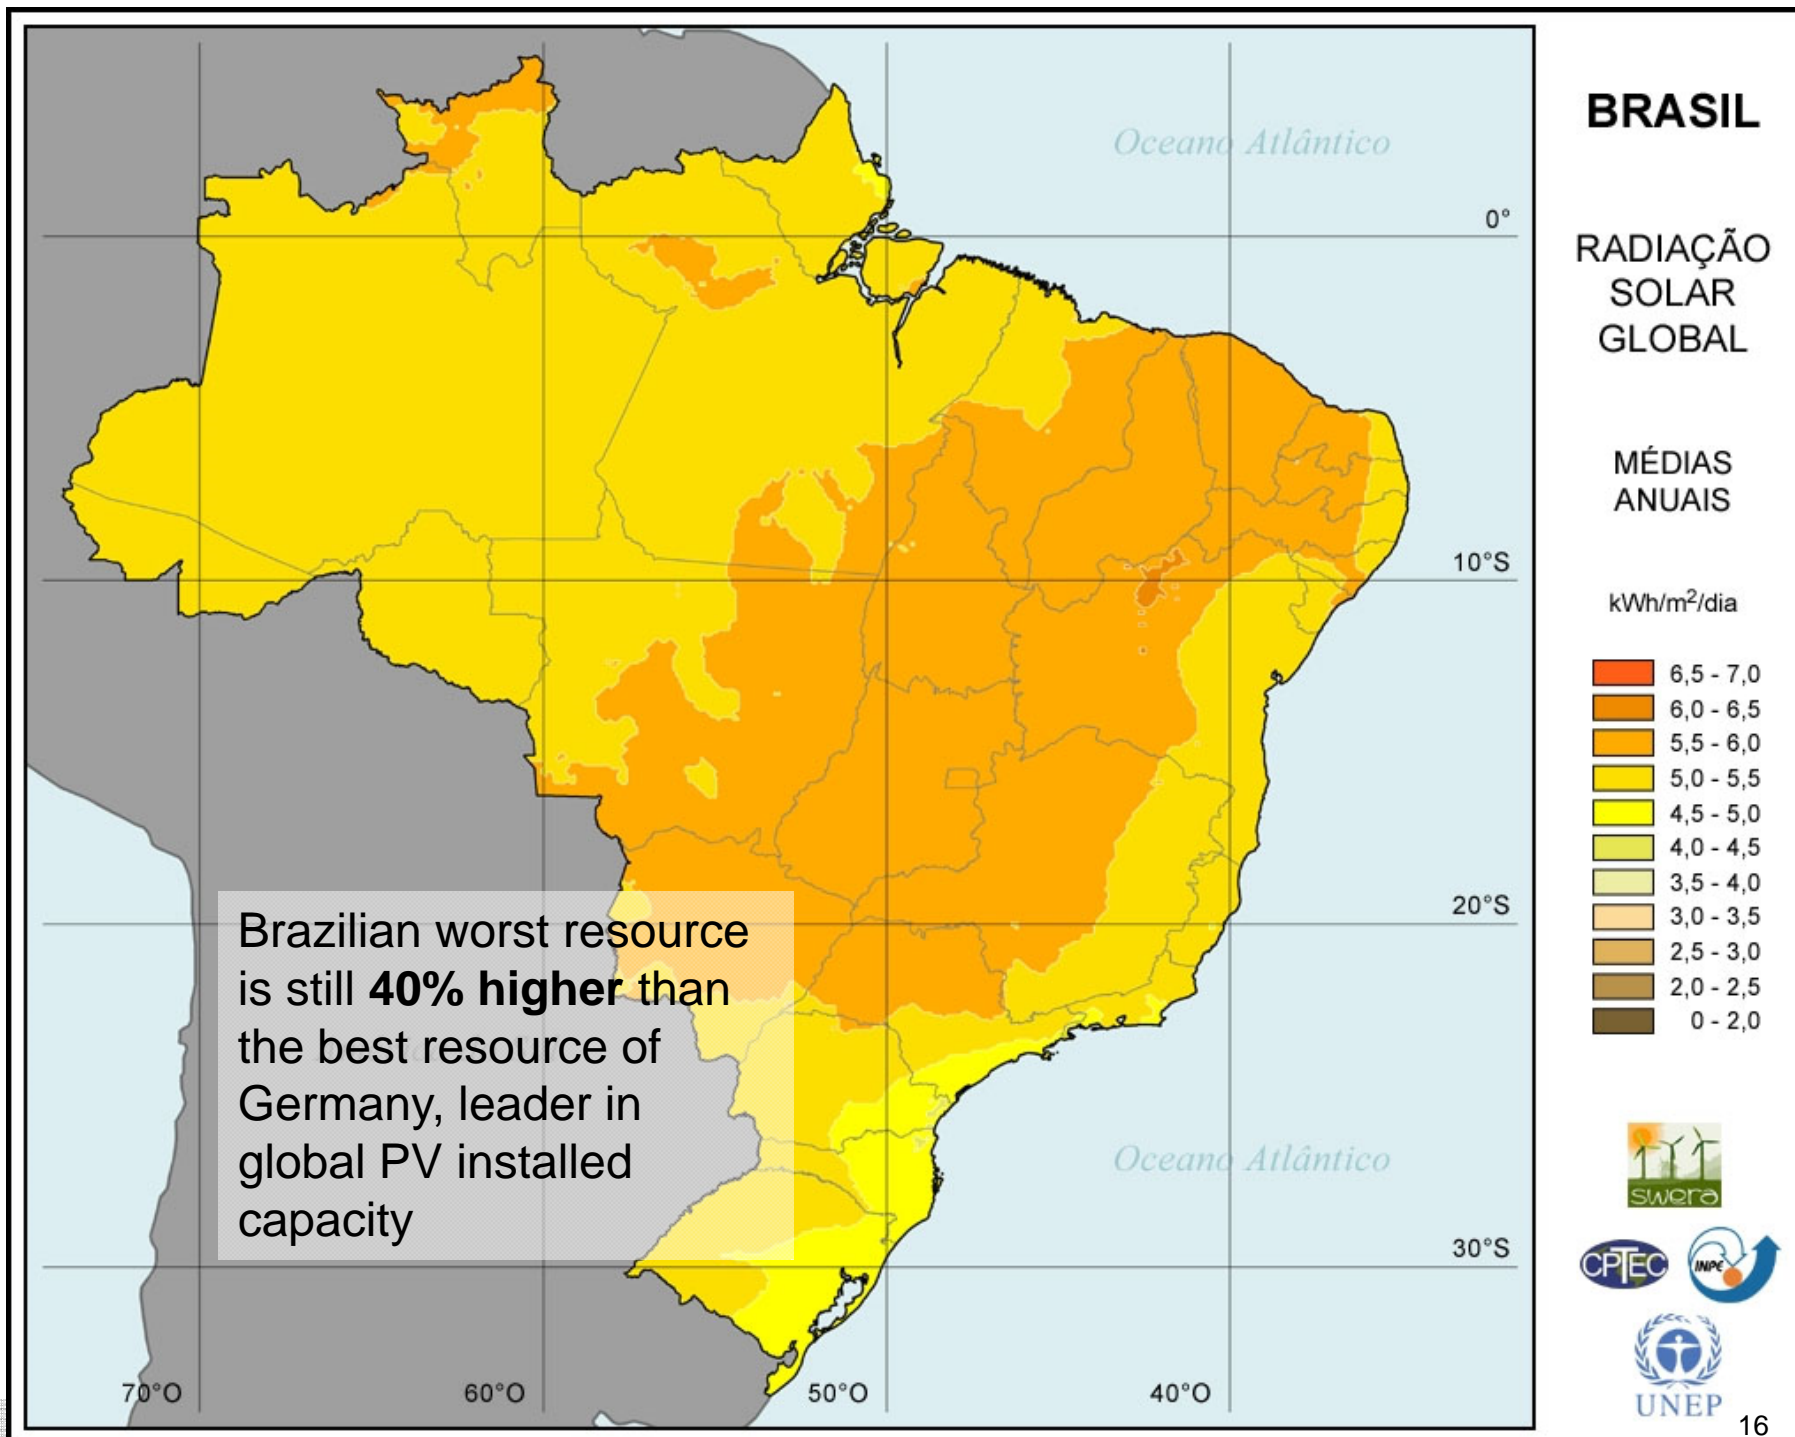 BRASIL
RADIAÇÃO
SOLAR
GLOBAL
MÉDIAS
ANUAIS
kWh/m²/dia
6,5 - 7,0
6,0 - 6,5
5,5 - 6,0
5,0 - 5,5
4,5 - 5,0
4,0 - 4,5
3,5 - 4,0
3,0 - 3,5
2,5 - 3,0
2,0 - 2,5
0 - 2,0
Oceano Atlântico
0°
10°S
20°S
Oceano Atlântico
30°S
70°O
60°O
50°O
40°O
Brazilian worst resource
is still 40% higher than
the best resource of
Germany, leader in
global PV installed
capacity
swera
CPTEC
INPE
UNEP
16